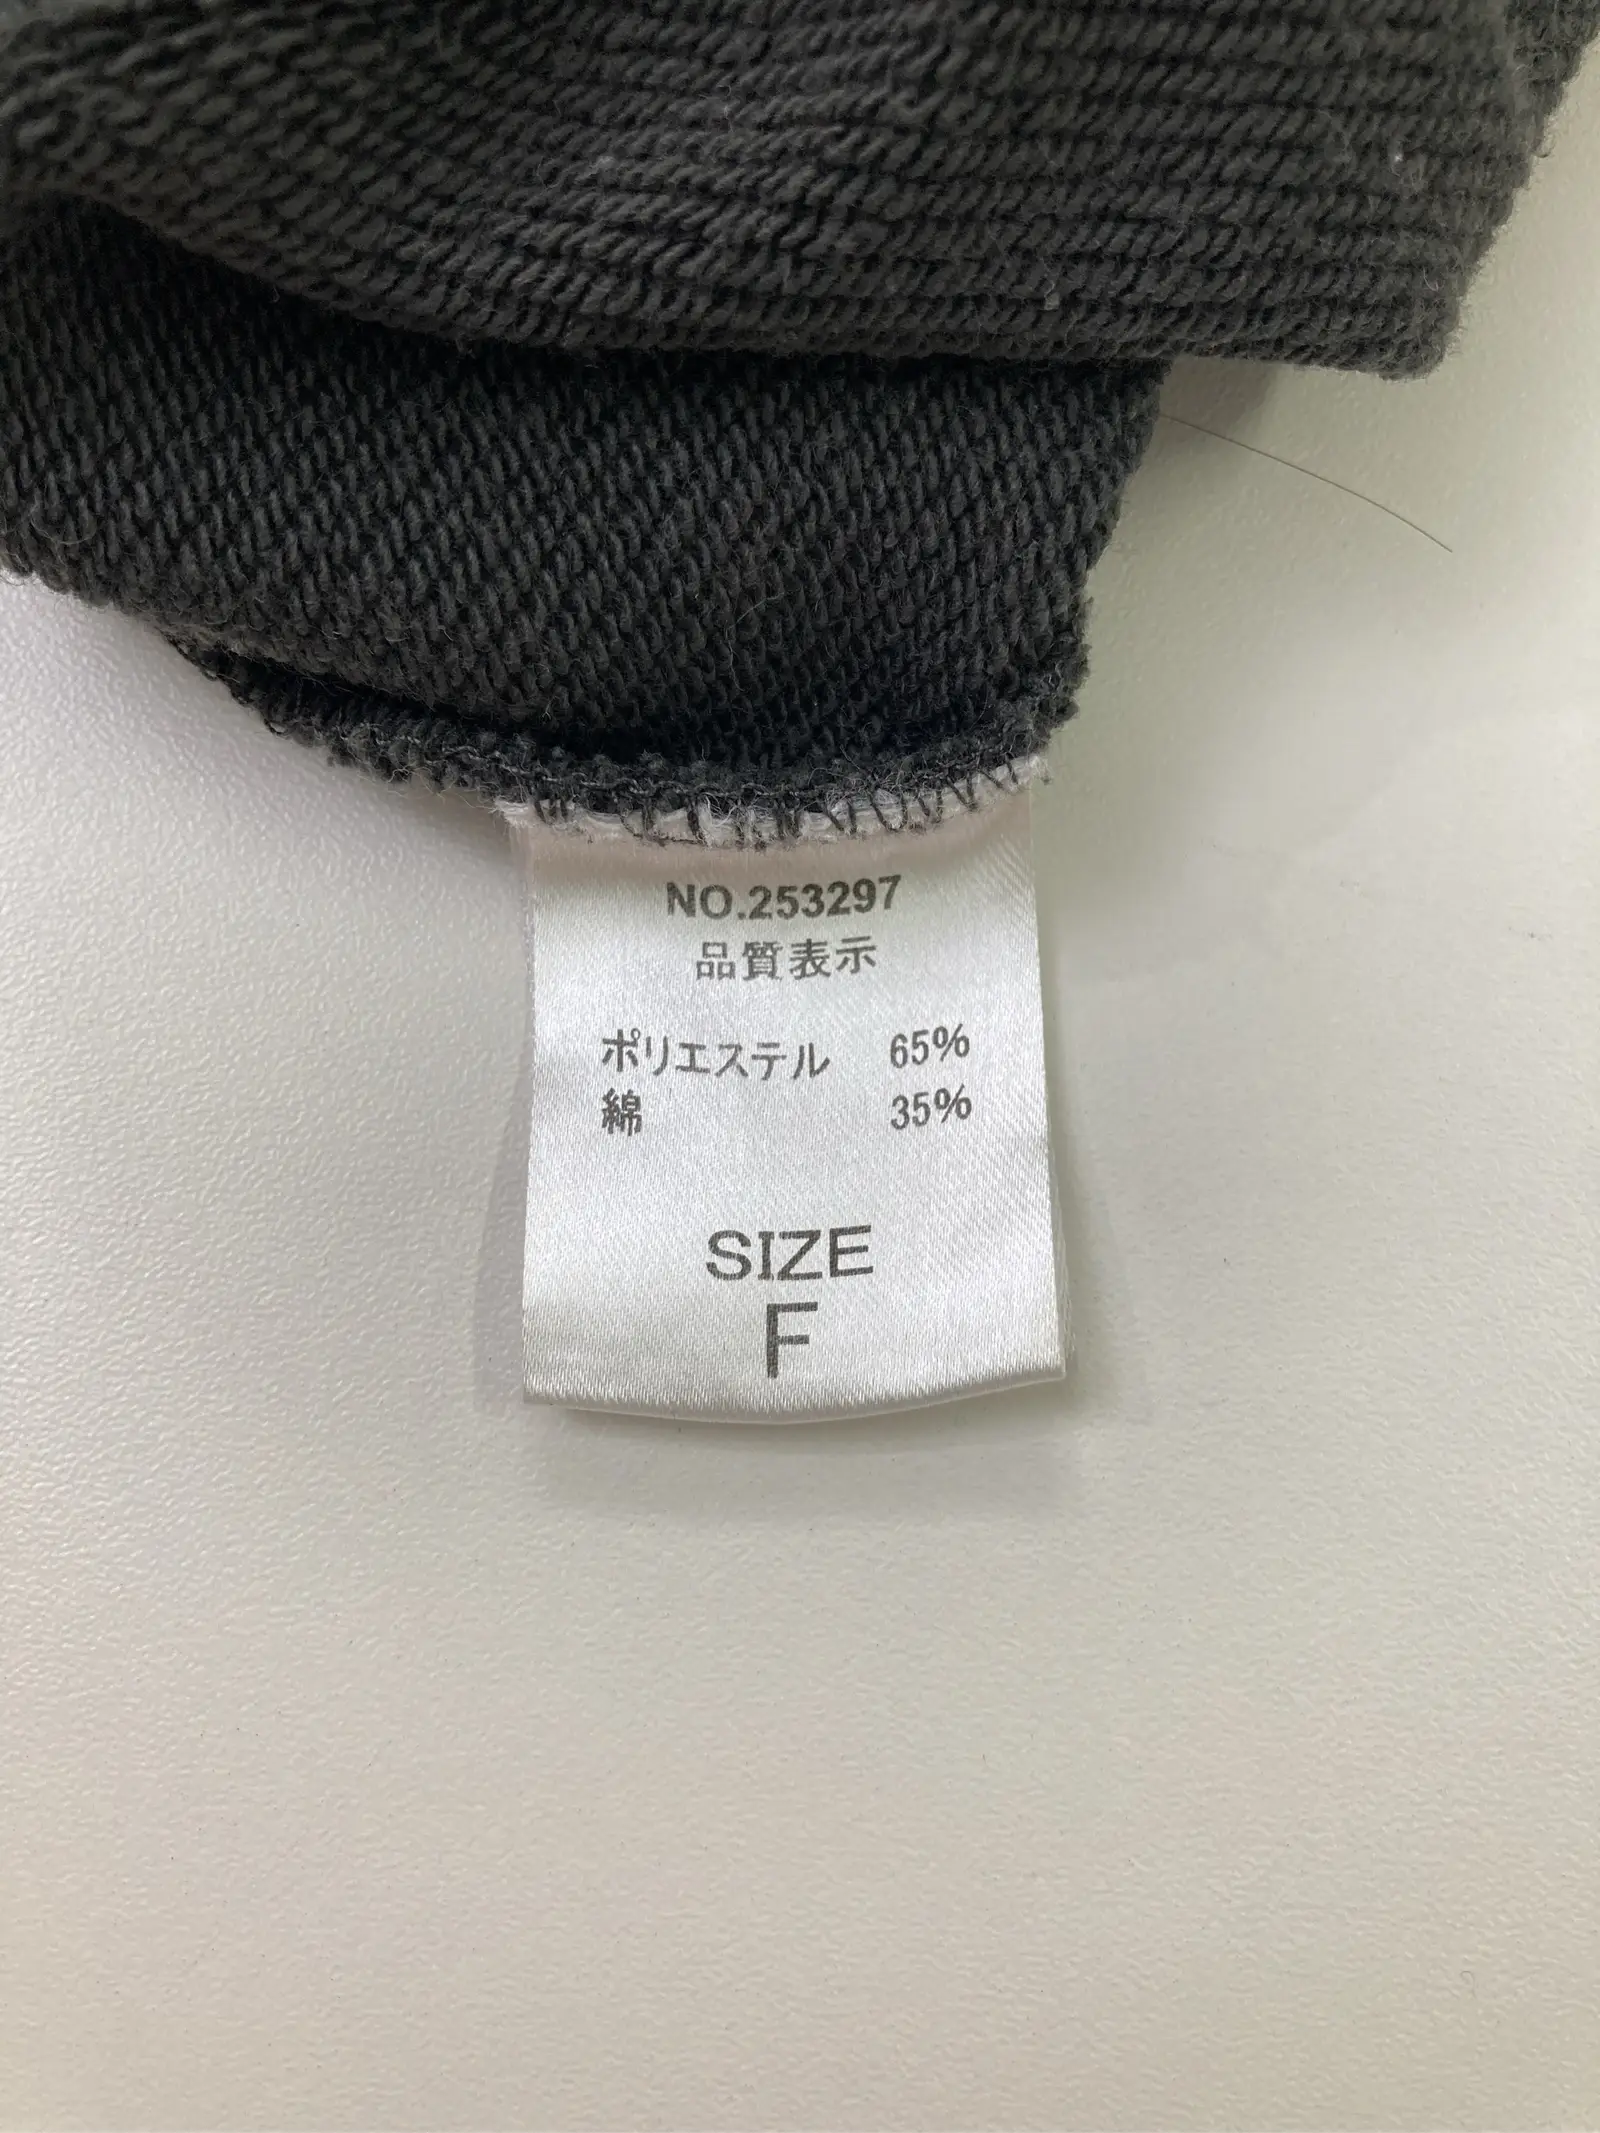 NO.253297
品質表示
ポリエステル 65%
綿 35%
SIZE
F